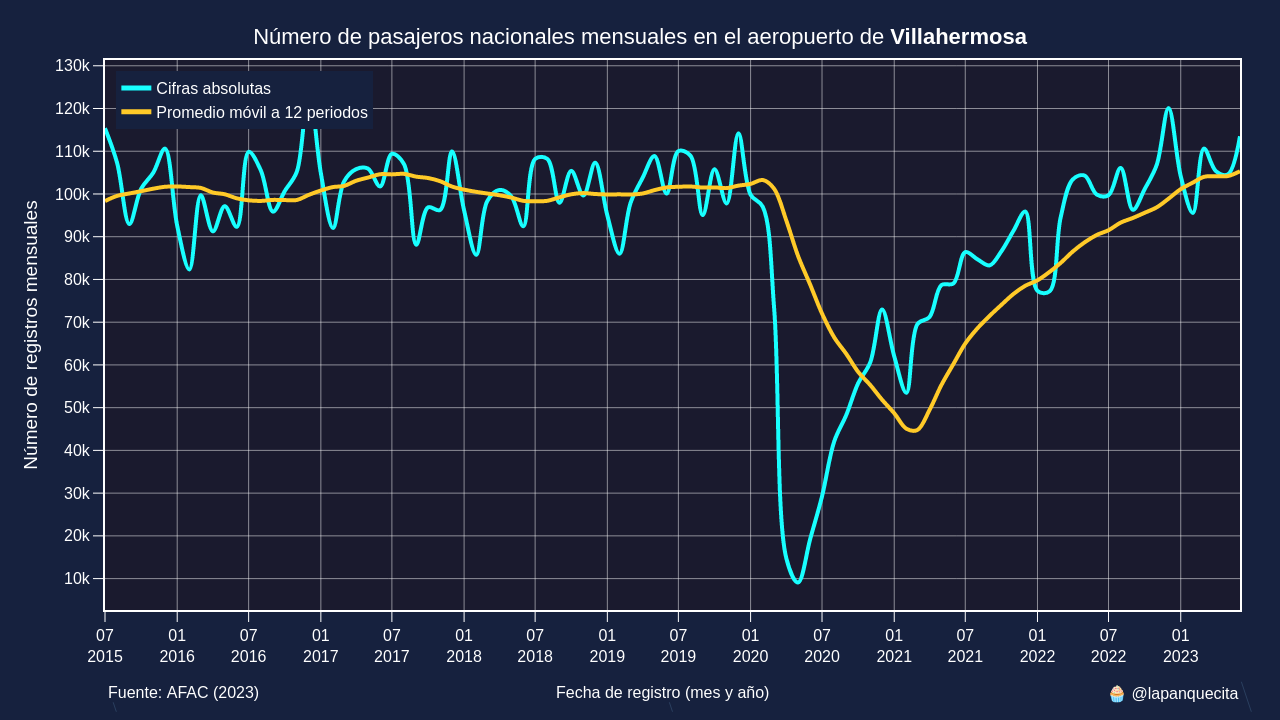 Número de pasajeros nacionales mensuales en el aeropuerto de Villahermosa
Número de registros mensuales
130k
120k
110k
100k
90k
80k
70k
60k
50k
40k
30k
20k
10k
Cifras absolutas
Promedio móvil a 12 periodos
07 01 07 01 07 01 07 01 07 01 07 01 07 01 07 01
2015 2016 2016 2017 2017 2018 2018 2019 2019 2020 2020 2021 2021 2022 2022 2023
Fuente: AFAC (2023) Fecha de registro (mes y año) 🧁 @lapanquecita